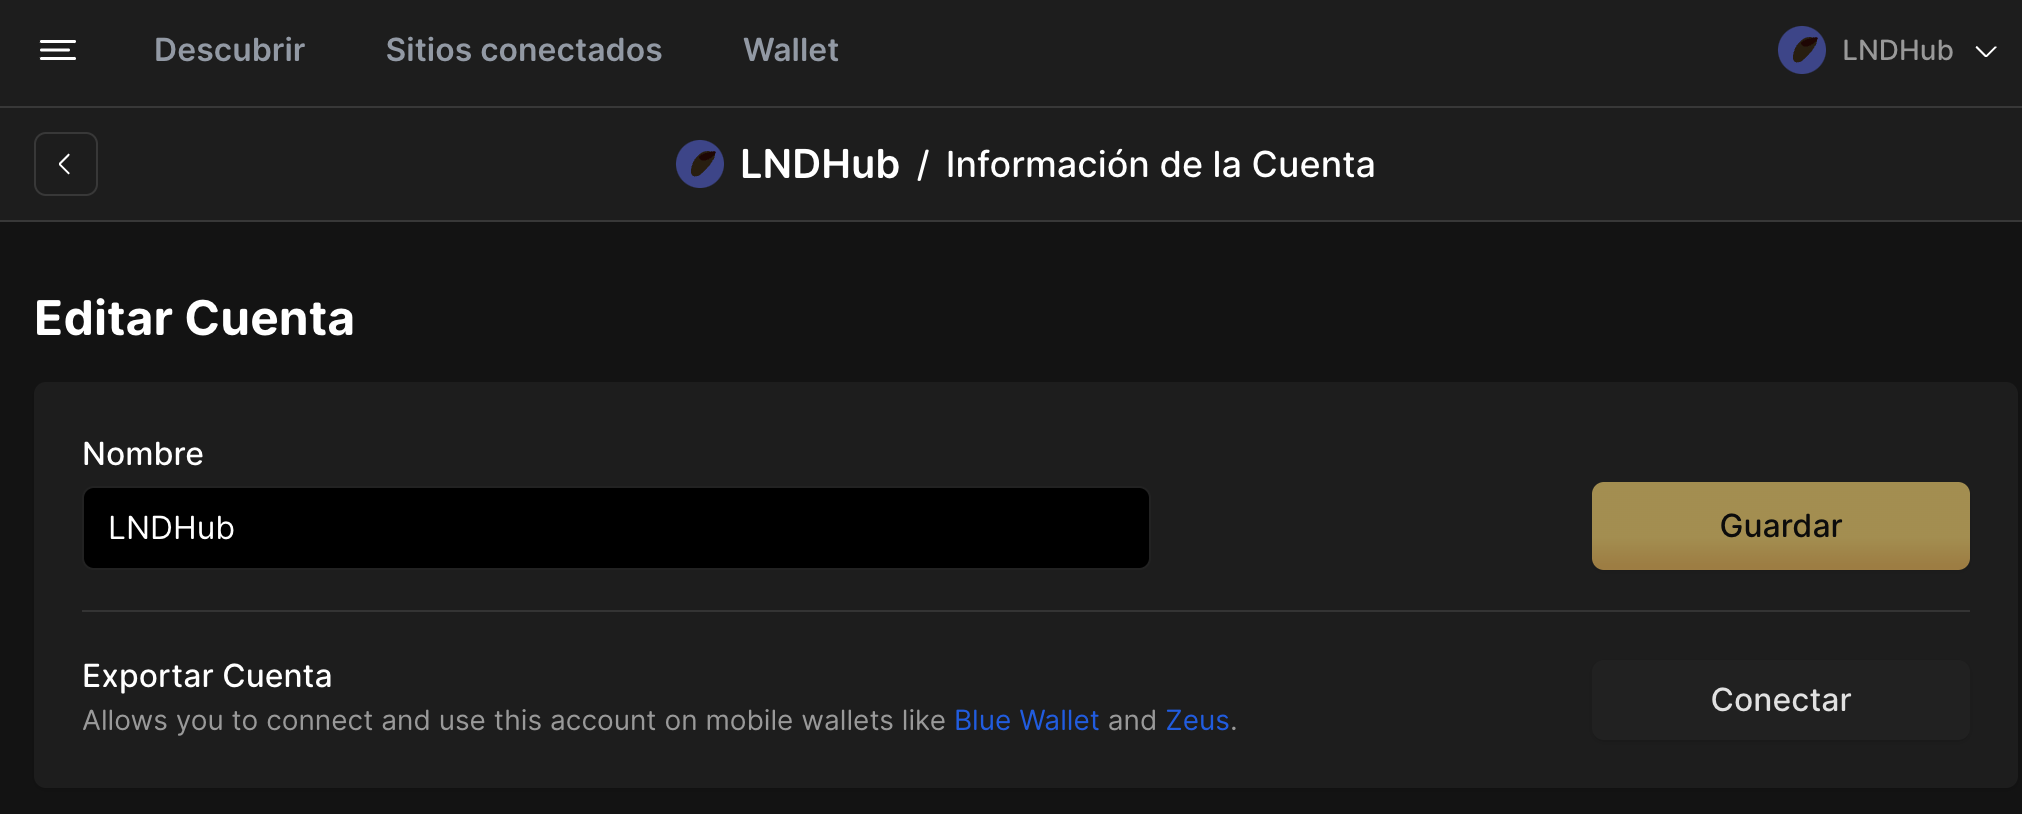 Descubrir Sitios conectados Wallet LNDHub
LNDHub / Información de la Cuenta
Editar Cuenta
Nombre
LNDHub
Guardar
Exportar Cuenta
Allows you to connect and use this account on mobile wallets like Blue Wallet and Zeus.
Conectar